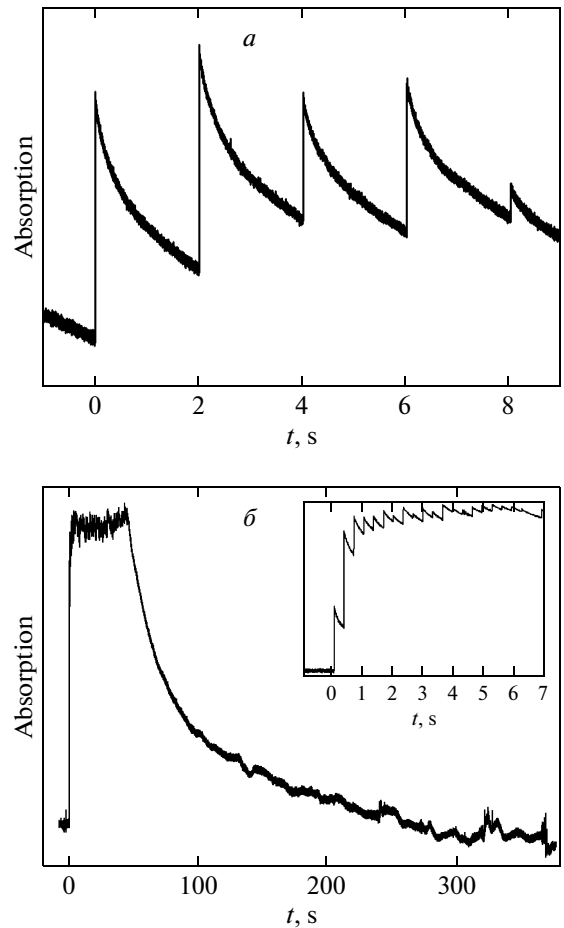 а
Absorption
0 2 4 6 8
t, s
б
Absorption
0 1 2 3 4 5 6 7
t, s
0 100 200 300
t, s